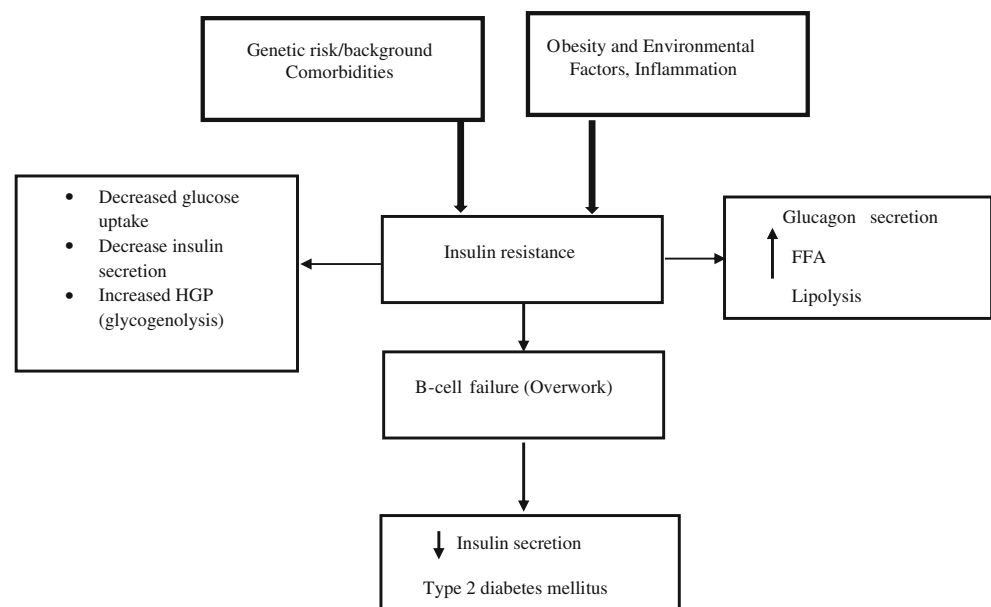 Genetic risk/background
Comorbidities
Obesity and Environmental
Factors, Inflammation
• Decreased glucose
uptake
• Decrease insulin
secretion
• Increased HGP
(glycogenolysis)
Insulin resistance
Glucagon secretion
FFA
Lipolysis
B-cell failure (Overwork)
Insulin secretion
Type 2 diabetes mellitus